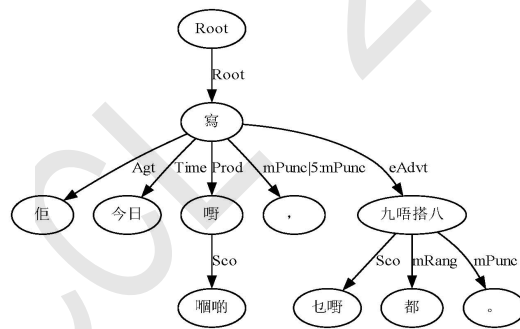 Root
Root
寫
Agt Time Prod mPunc|5:mPunc eAdvt
佢 今日 嘢 , 九唔搭八
Sco Sco mRang mPunc
嗰啲 乜嘢 都 。